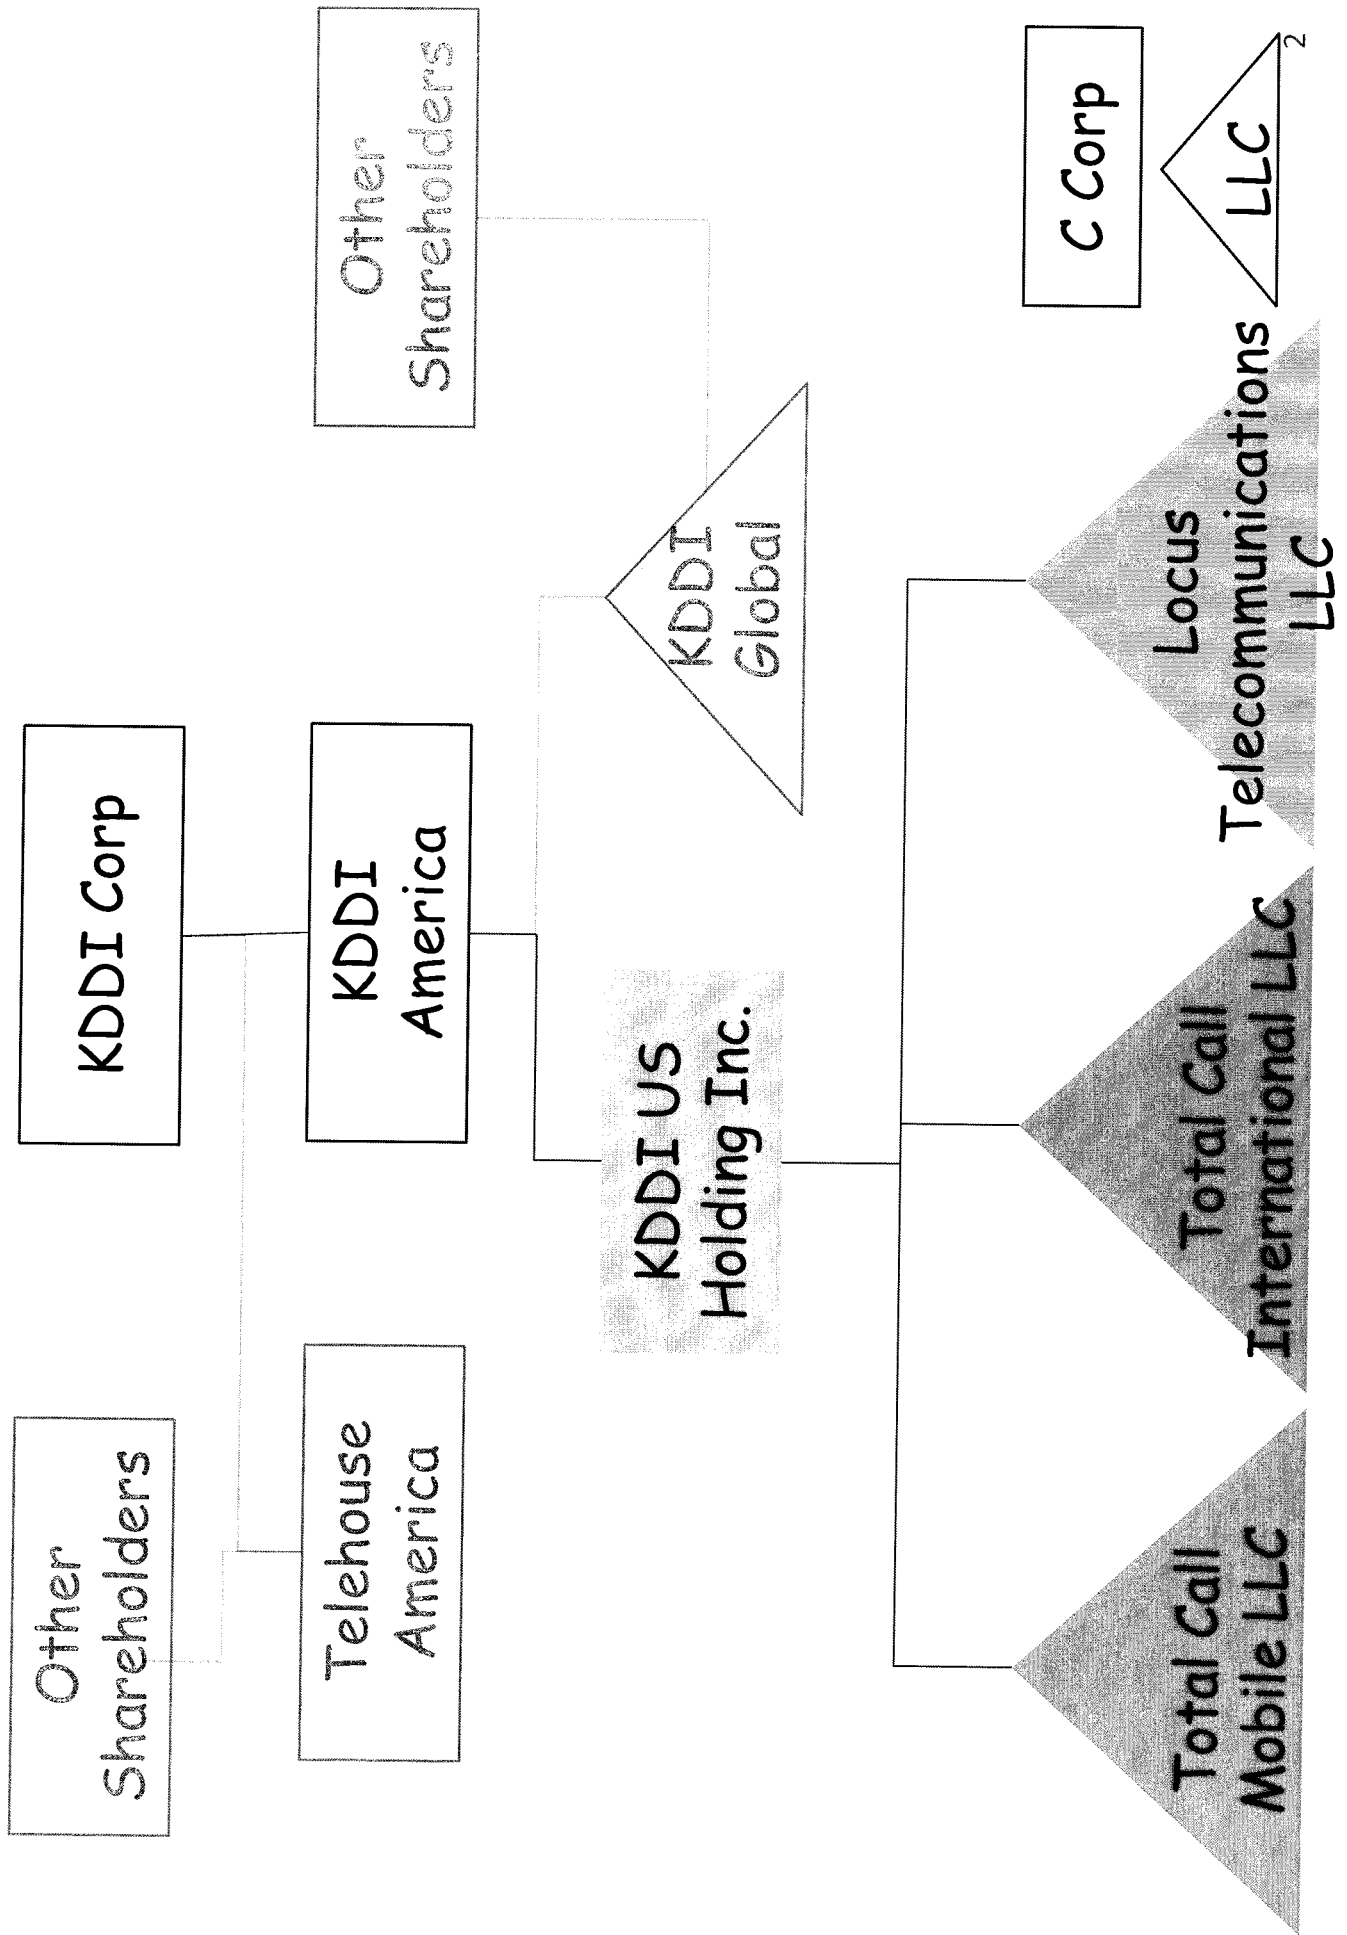 Other
Shareholders
KDDI Corp
Telehouse
America
KDDI
America
Other
Shareholders
KDDI US
Holding Inc.
KDDI
Global
Total Call
Mobile LLC
Total Call
International LLC
Locus
Telecommunications
LLC
C Corp
LLC
2